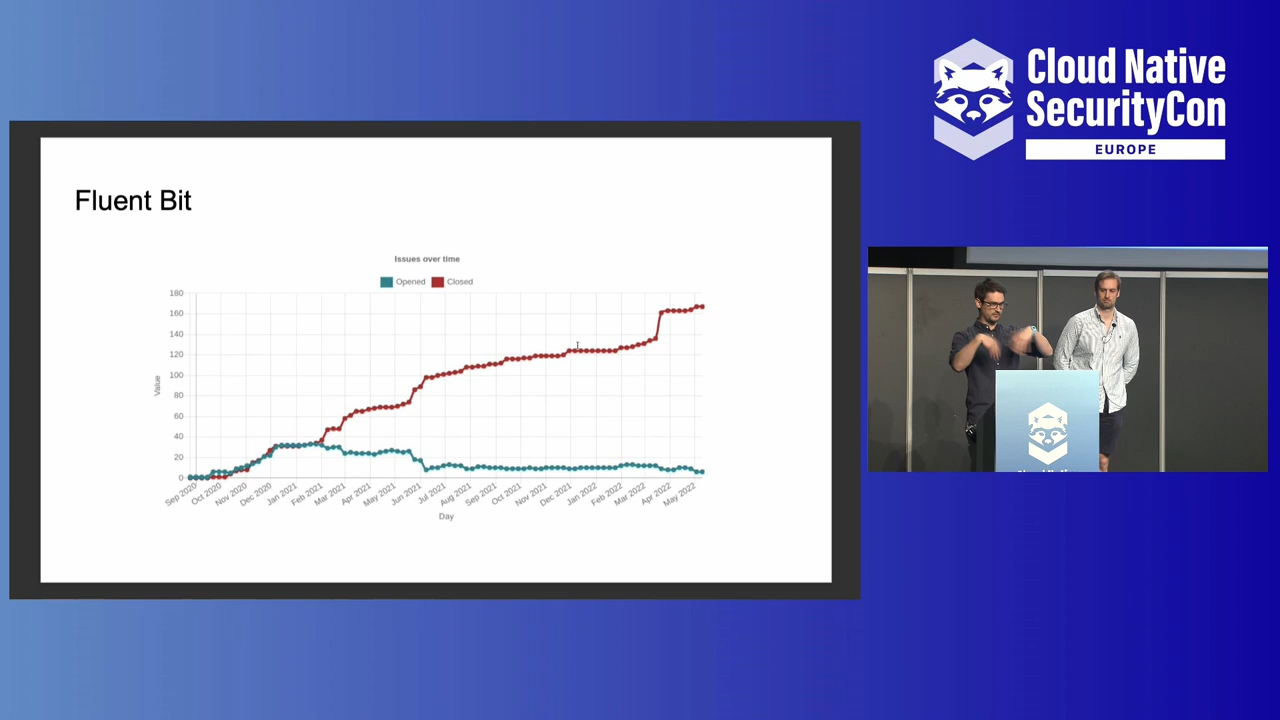 Cloud Native
SecurityCon
EUROPE
Fluent Bit
Issues over time
Opened
Closed
180
160
140
120
100
80
60
40
20
0
Value
Sep 2020
Oct 2020
Nov 2020
Dec 2020
Jan 2021
Feb 2021
Mar 2021
Apr 2021
May 2021
Jun 2021
Jul 2021
Aug 2021
Sep 2021
Oct 2021
Nov 2021
Dec 2021
Jan 2022
Feb 2022
Mar 2022
Apr 2022
May 2022
Day
Cloud Native